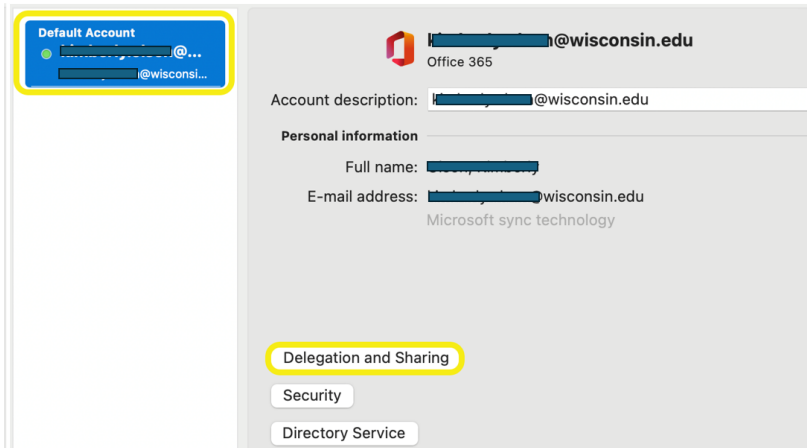 Default Account
@...
@wisconsi...
@wisconsin.edu
Office 365
Account description: @wisconsin.edu
Personal information
Full name:
E-mail address: @wisconsin.edu
Microsoft sync technology
Delegation and Sharing
Security
Directory Service